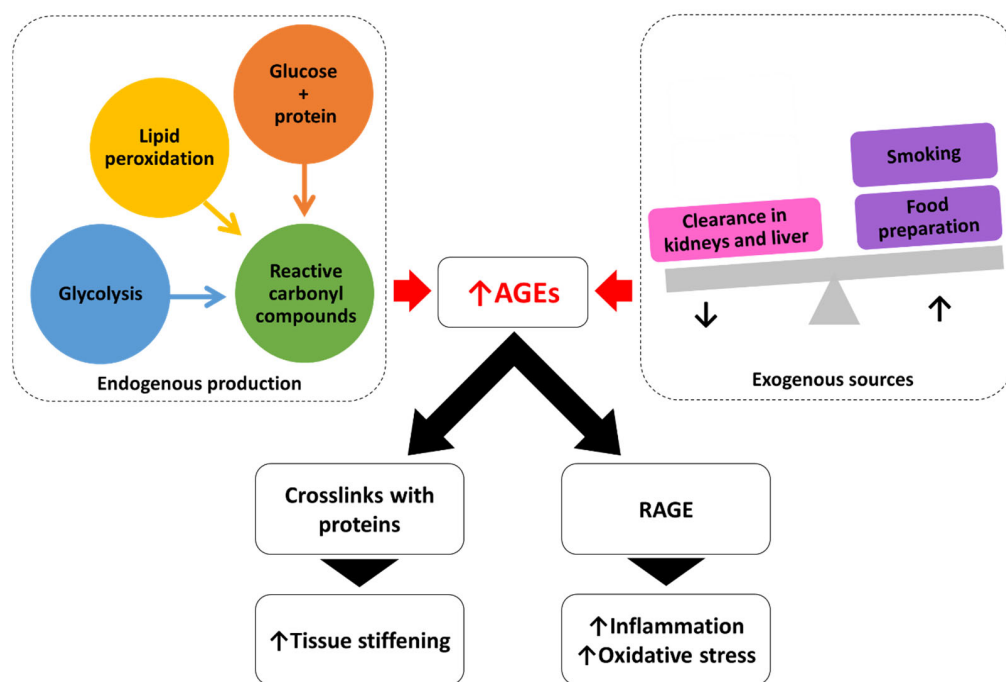 Glucose
+
protein
Lipid
peroxidation
Glycolysis
Reactive
carbonyl
compounds
Endogenous production
↑AGEs
Smoking
Food
preparation
Clearance in
kidneys and liver
↓
↑
Exogenous sources
Crosslinks with
proteins
RAGE
↑Tissue stiffening
↑Inflammation
↑Oxidative stress